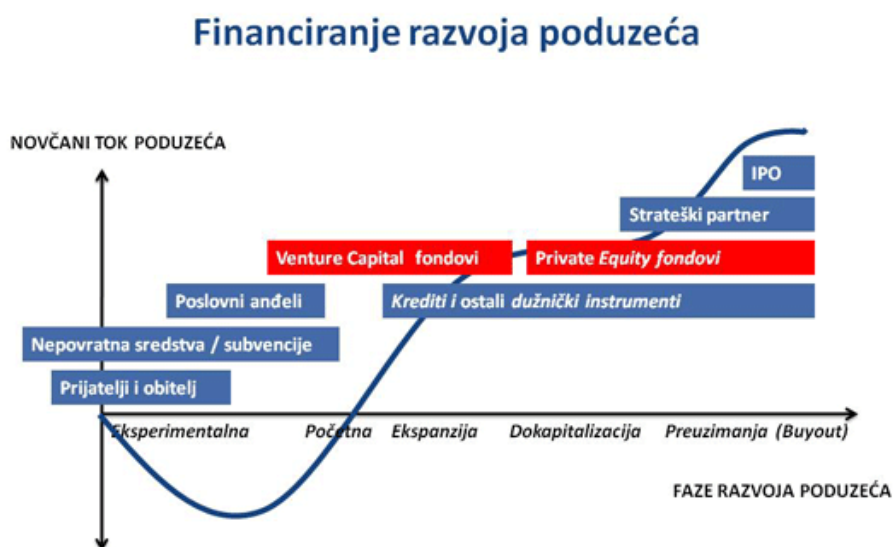 Financiranje razvoja poduzeća
NOVČANI TOK PODUZEĆA
IPO
Strateški partner
Venture Capital fondovi
Private Equity fondovi
Poslovni anđeli
Krediti i ostali dužnički instrumenti
Nepovratna sredstva / subvencije
Prijatelji i obitelj
Eksperimentalna
Početna
Ekspanzija
Dokapitalizacija
Preuzimanja (Buyout)
FAZE RAZVOJA PODUZEĆA